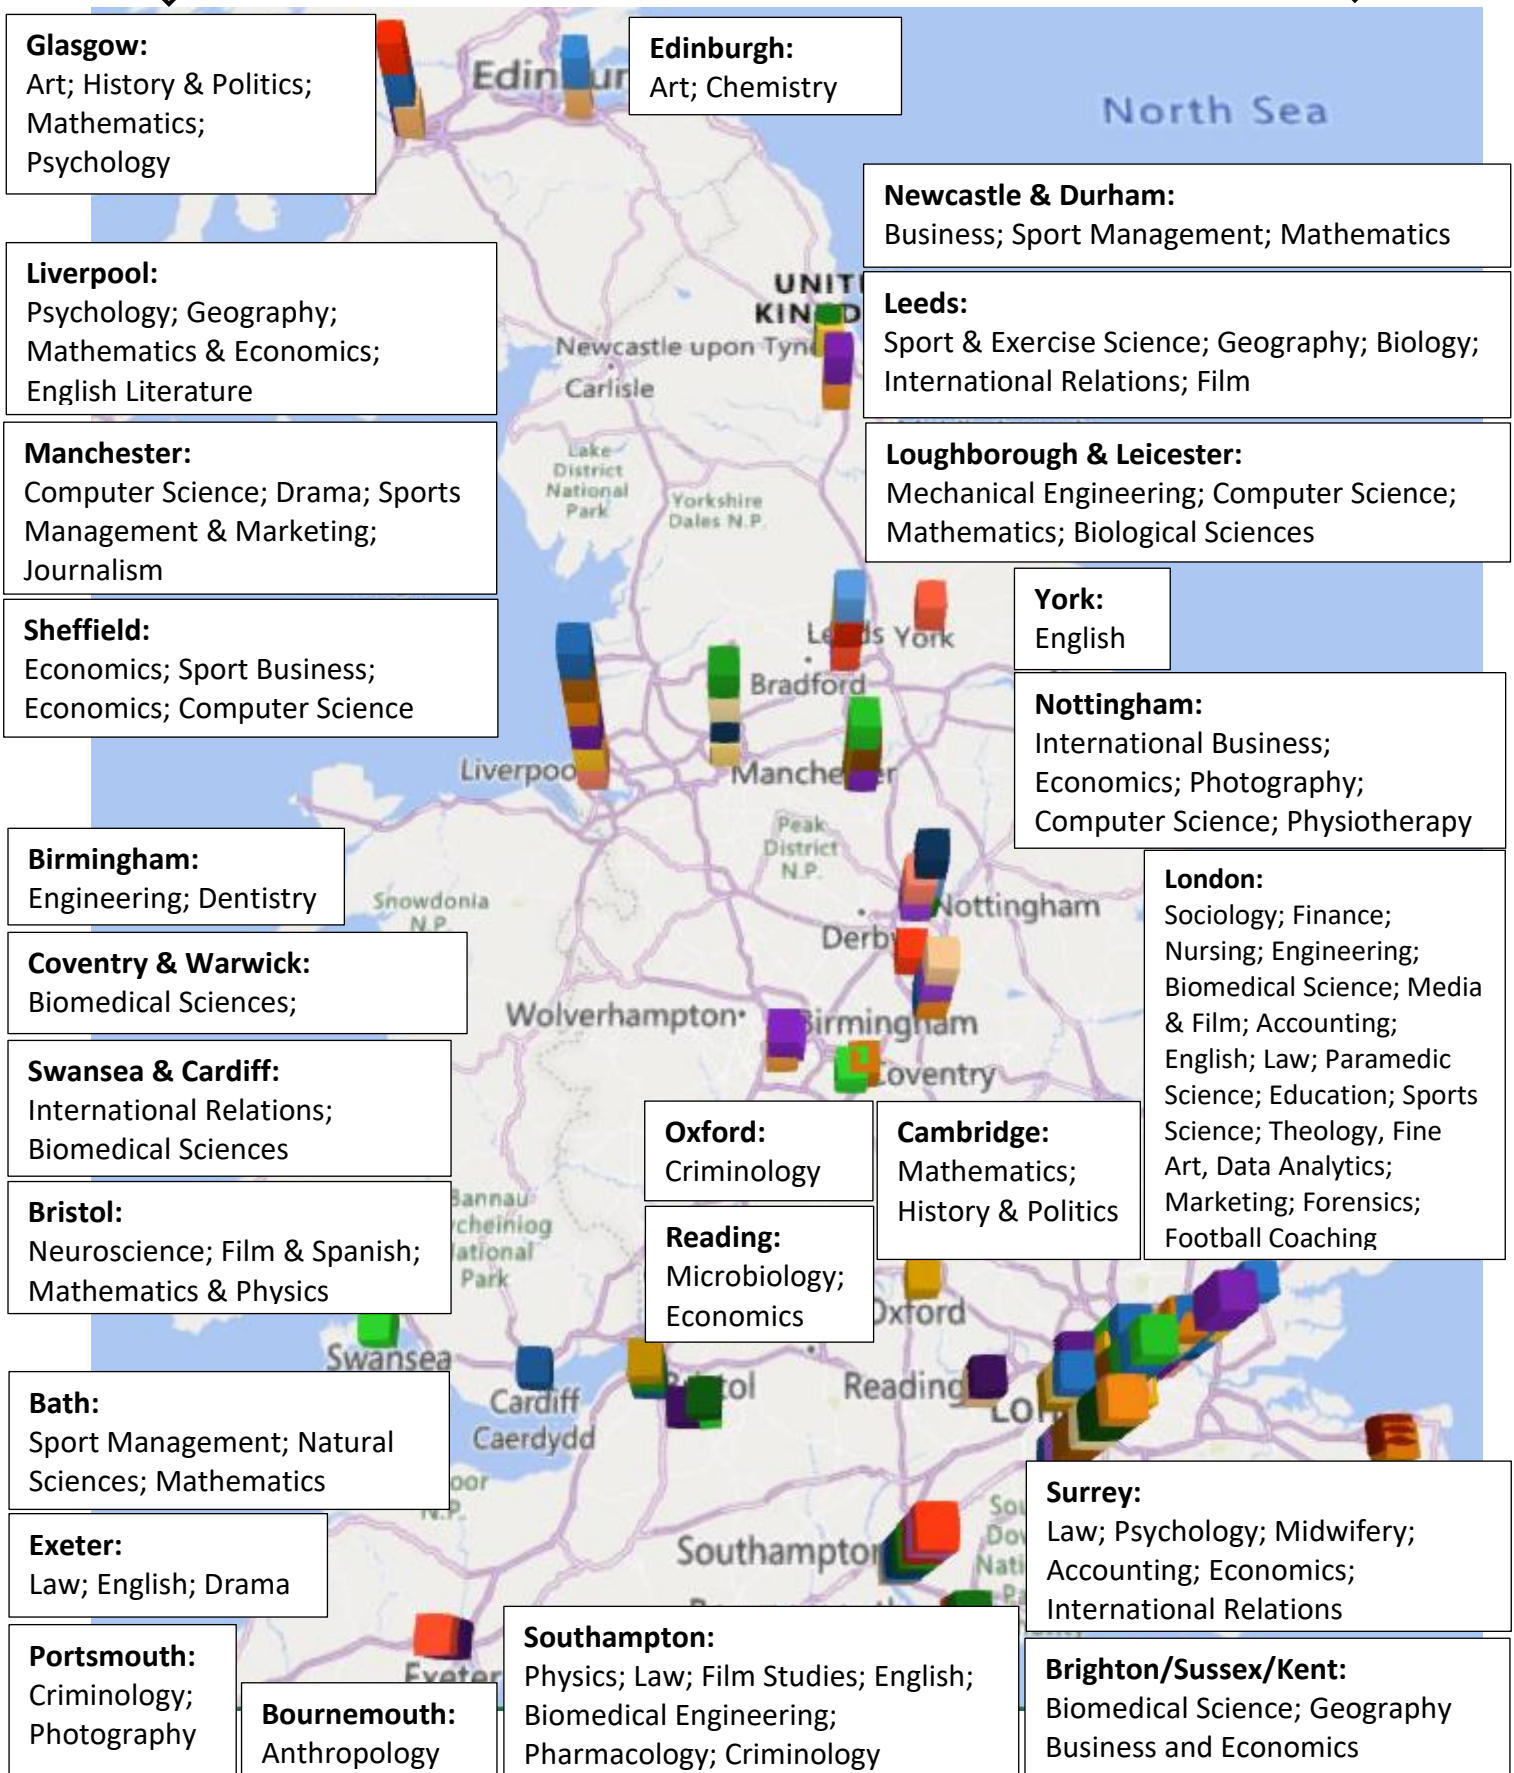 Glasgow:
Art; History & Politics;
Mathematics;
Psychology
Edinburgh:
Art; Chemistry
North Sea
Newcastle & Durham:
Business; Sport Management; Mathematics
Liverpool:
Psychology; Geography;
Mathematics & Economics;
English Literature
Leeds:
Sport & Exercise Science; Geography; Biology;
International Relations; Film
Newcastle upon Tyne
Carlisle
Manchester:
Computer Science; Drama; Sports
Management & Marketing;
Journalism
Loughborough & Leicester:
Mechanical Engineering; Computer Science;
Mathematics; Biological Sciences
Lake
District
National
Park
Yorkshire
Dales N.P.
Sheffield:
Economics; Sport Business;
Economics; Computer Science
York:
English
York
Bradford
Nottingham:
International Business;
Economics; Photography;
Computer Science; Physiotherapy
Peak
District
N.P.
Birmingham:
Engineering; Dentistry
Snowdonia
N.P.
Nottingham
London:
Sociology; Finance;
Nursing; Engineering;
Biomedical Science; Media
& Film; Accounting;
English; Law; Paramedic
Science; Education; Sports
Science; Theology, Fine
Art, Data Analytics;
Marketing; Forensics;
Football Coaching
Coventry & Warwick:
Biomedical Sciences;
Wolverhampton
Swansea & Cardiff:
International Relations;
Biomedical Sciences
Oxford:
Criminology
Cambridge:
Mathematics;
History & Politics
Bristol:
Neuroscience; Film & Spanish;
Mathematics & Physics
Park
Reading:
Microbiology;
Economics
Swansea
Cardiff
Caerdydd
Reading
Bath:
Sport Management; Natural
Sciences; Mathematics
N.P.
Exeter:
Law; English; Drama
Surrey:
Law; Psychology; Midwifery;
Accounting; Economics;
International Relations
Exeter
Portsmouth:
Criminology;
Photography
Bournemouth:
Anthropology
Southampton:
Physics; Law; Film Studies; English;
Biomedical Engineering;
Pharmacology; Criminology
Brighton/Sussex/Kent:
Biomedical Science; Geography
Business and Economics